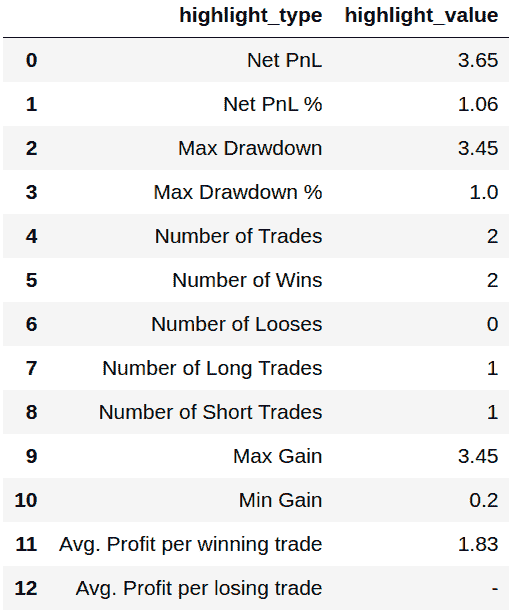 highlight_type highlight_value
0 Net PnL 3.65
1 Net PnL % 1.06
2 Max Drawdown 3.45
3 Max Drawdown % 1.0
4 Number of Trades 2
5 Number of Wins 2
6 Number of Looses 0
7 Number of Long Trades 1
8 Number of Short Trades 1
9 Max Gain 3.45
10 Min Gain 0.2
11 Avg. Profit per winning trade 1.83
12 Avg. Profit per losing trade -